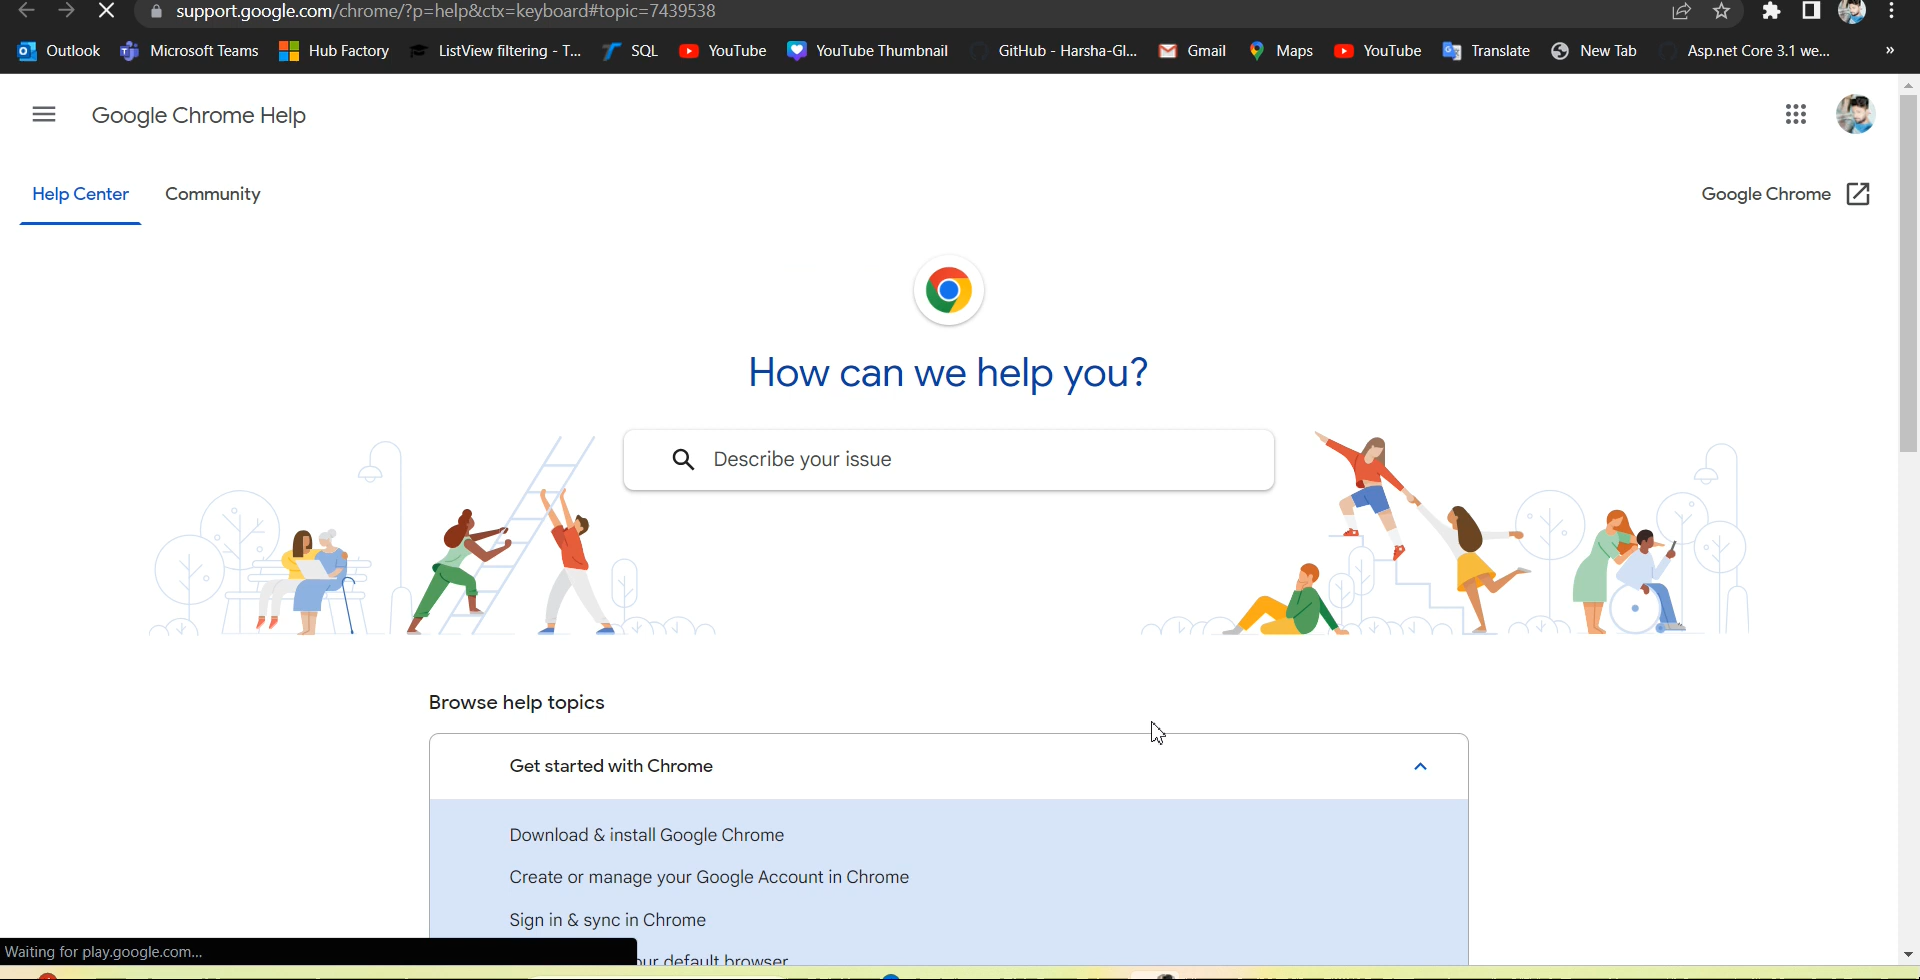 support.google.com/chrome/?p=help&ctx=keyboard#topic=7439538
Outlook Microsoft Teams Hub Factory ListView filtering - T... SQL YouTube YouTube Thumbnail GitHub - Harsha-Gl... Gmail Maps YouTube Translate New Tab Asp.net Core 3.1 we... »
Google Chrome Help
Help Center Community Google Chrome
How can we help you?
Describe your issue
Browse help topics
Get started with Chrome
Download & install Google Chrome
Create or manage your Google Account in Chrome
Sign in & sync in Chrome
Waiting for play.google.com...
default browser